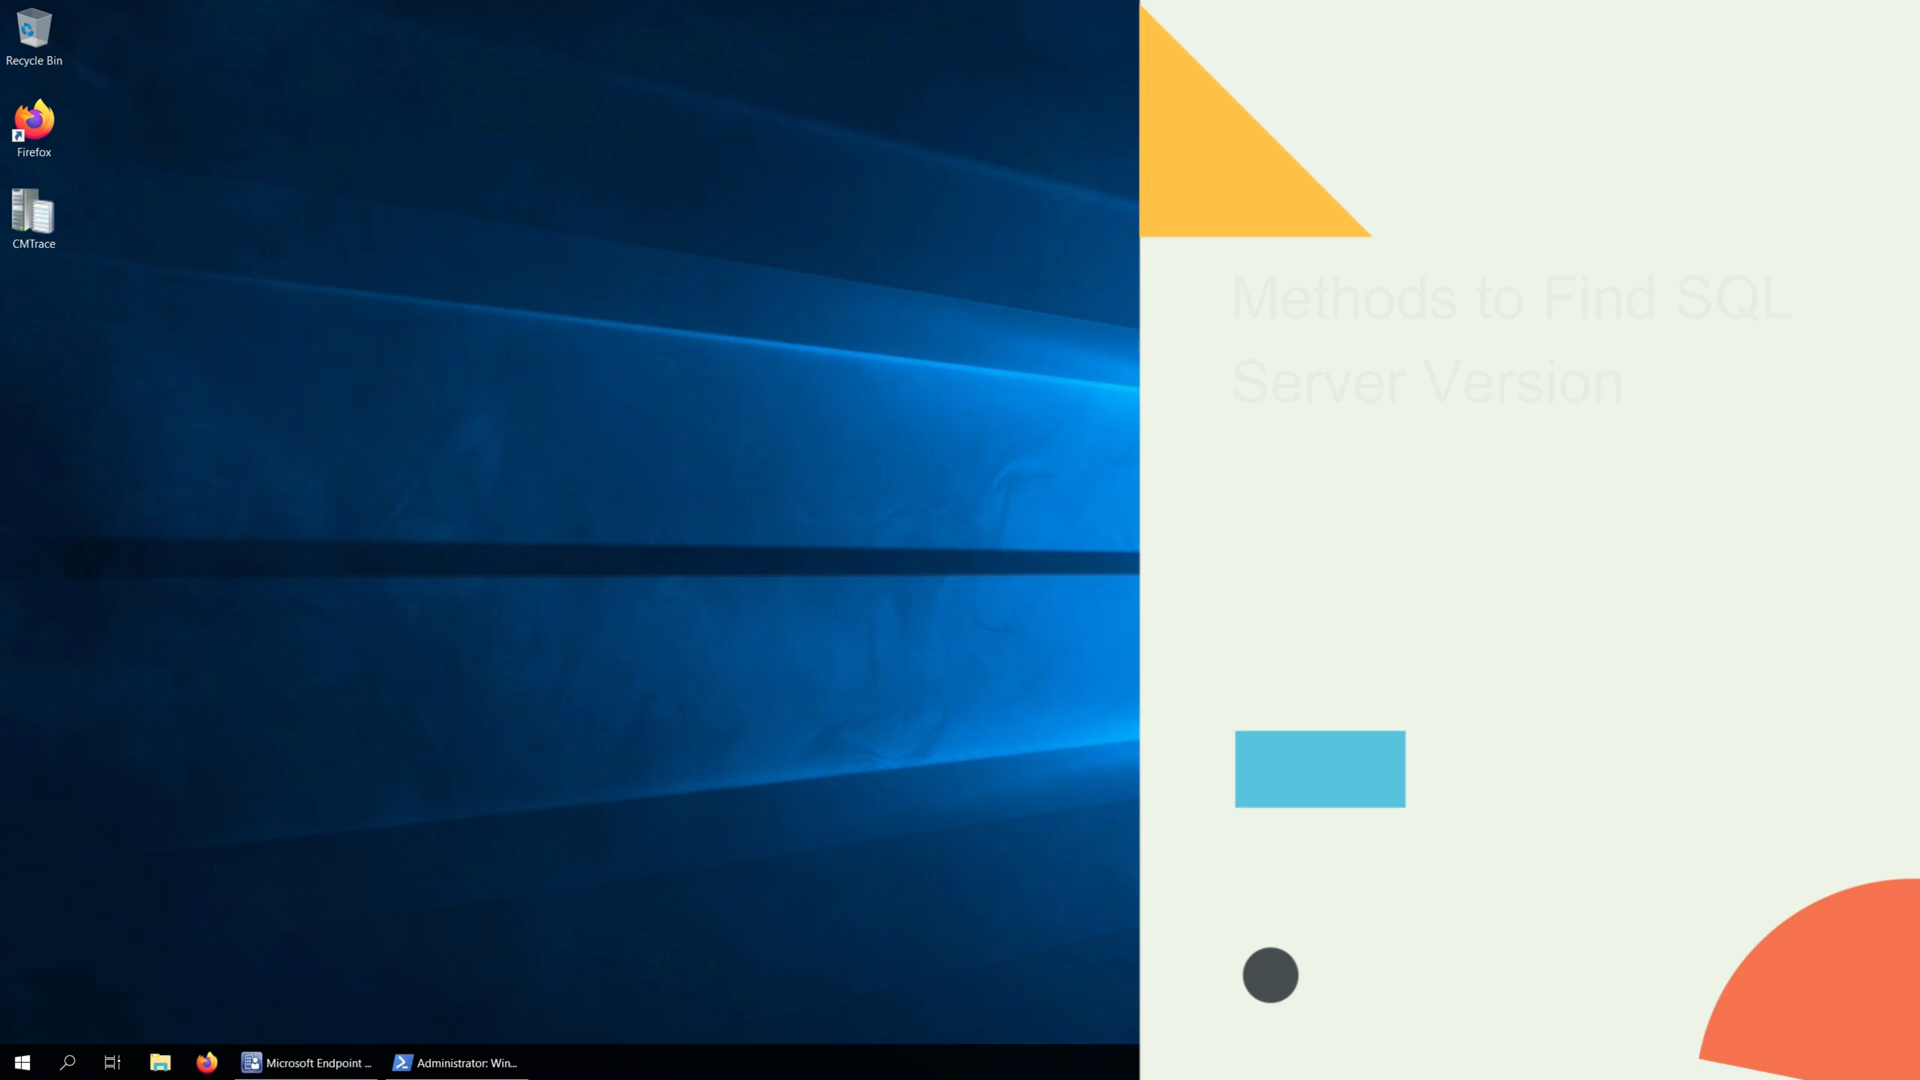 Recycle Bin
Firefox
CMTrace
Methods to Find SQL
Server Version
Microsoft Endpoint ...
Administrator: Win...